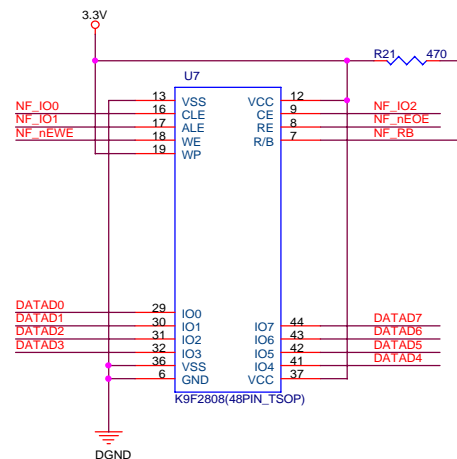 3.3V
R21 470
U7
13 VSS VCC 12
NF_IO0 16 CLE CE 9 NF_IO2
NF_IO1 17 ALE RE 8 NF_nEOE
NF_nEWE 18 WE R/B 7 NF_RB
19 WP
DATAD0 29 IO0
DATAD1 30 IO1 IO7 44 DATAD7
DATAD2 31 IO2 IO6 43 DATAD6
DATAD3 32 IO3 IO5 42 DATAD5
36 VSS IO4 41 DATAD4
6 GND VCC 37
K9F2808(48PIN_TSOP)
DGND